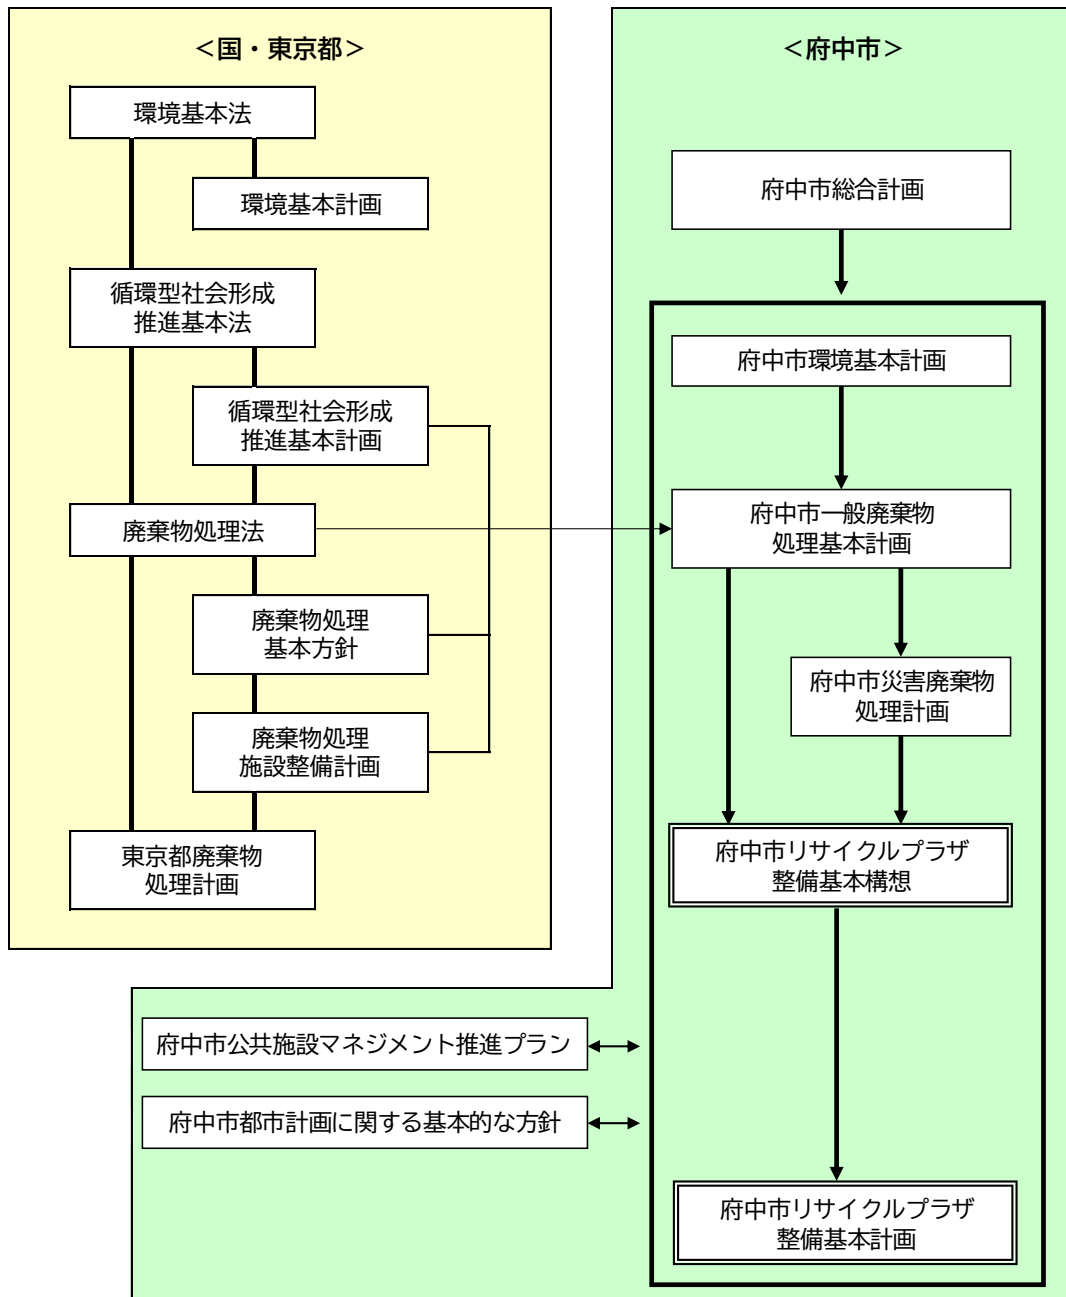 ＜国・東京都＞
環境基本法
環境基本計画
循環型社会形成
推進基本法
循環型社会形成
推進基本計画
廃棄物処理法
廃棄物処理
基本方針
廃棄物処理
施設整備計画
東京都廃棄物
処理計画
＜府中市＞
府中市総合計画
府中市環境基本計画
府中市一般廃棄物
処理基本計画
府中市災害廃棄物
処理計画
府中市リサイクルプラザ
整備基本構想
府中市公共施設マネジメント推進プラン
府中市都市計画に関する基本的な方針
府中市リサイクルプラザ
整備基本計画